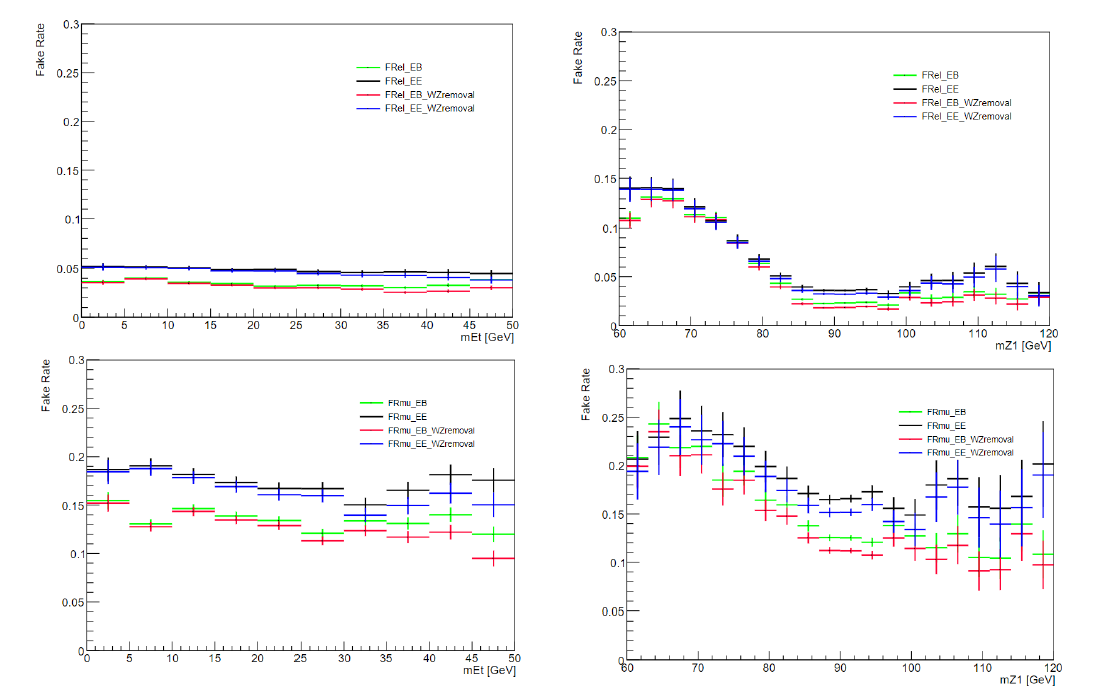 Fake Rate
0.3
0.25
0.2
0.15
0.1
0.05
0
FRel_EB
FRel_EE
FRel_EB_WZremoval
FRel_EE_WZremoval
0 5 10 15 20 25 30 35 40 45 50
mEt [GeV]
Fake Rate
0.3
0.25
0.2
0.15
0.1
0.05
0
FRel_EB
FRel_EE
FRel_EB_WZremoval
FRel_EE_WZremoval
60 70 80 90 100 110 120
mZ1 [GeV]
Fake Rate
0.3
0.25
0.2
0.15
0.1
0.05
0
FRmu_EB
FRmu_EE
FRmu_EB_WZremoval
FRmu_EE_WZremoval
0 5 10 15 20 25 30 35 40 45 50
mEt [GeV]
Fake Rate
0.3
0.25
0.2
0.15
0.1
0.05
0
FRmu_EB
FRmu_EE
FRmu_EB_WZremoval
FRmu_EE_WZremoval
60 70 80 90 100 110 120
mZ1 [GeV]